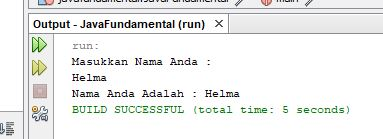 Output - JavaFundamental (run)
run:
Masukkan Nama Anda :
Helma
Nama Anda Adalah : Helma
BUILD SUCCESSFUL (total time: 5 seconds)